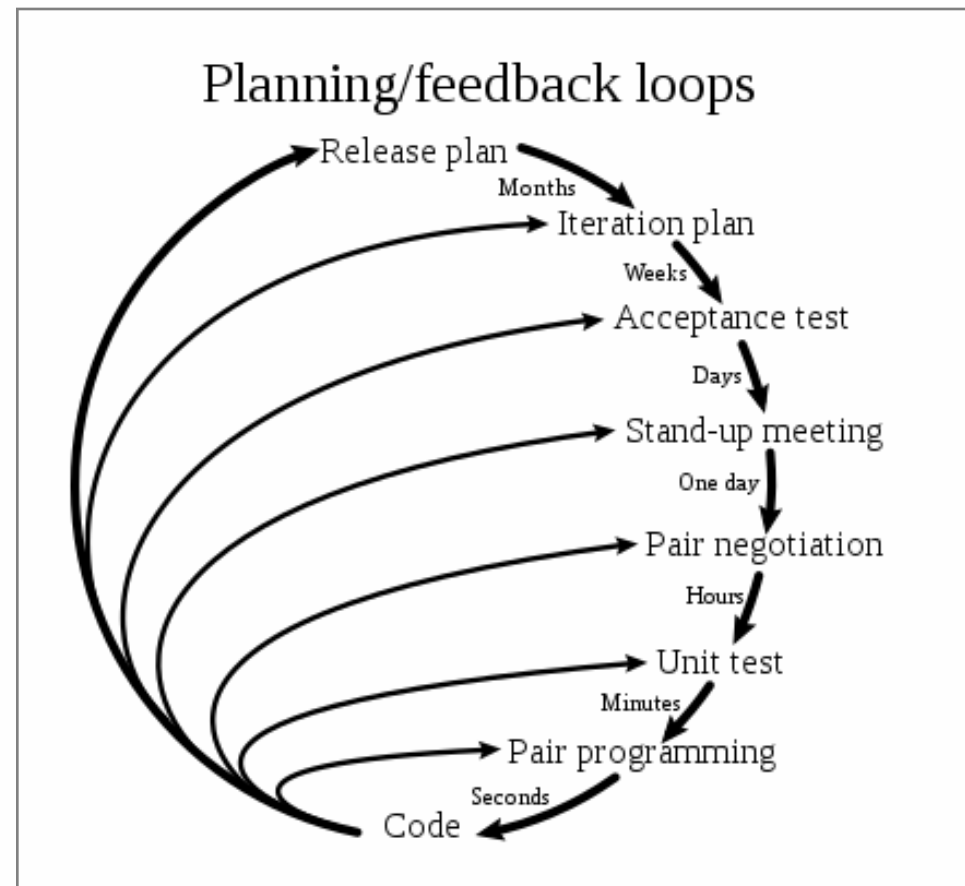 Planning/feedback loops
Release plan
Months
Iteration plan
Weeks
Acceptance test
Days
Stand-up meeting
One day
Pair negotiation
Hours
Unit test
Minutes
Pair programming
Seconds
Code